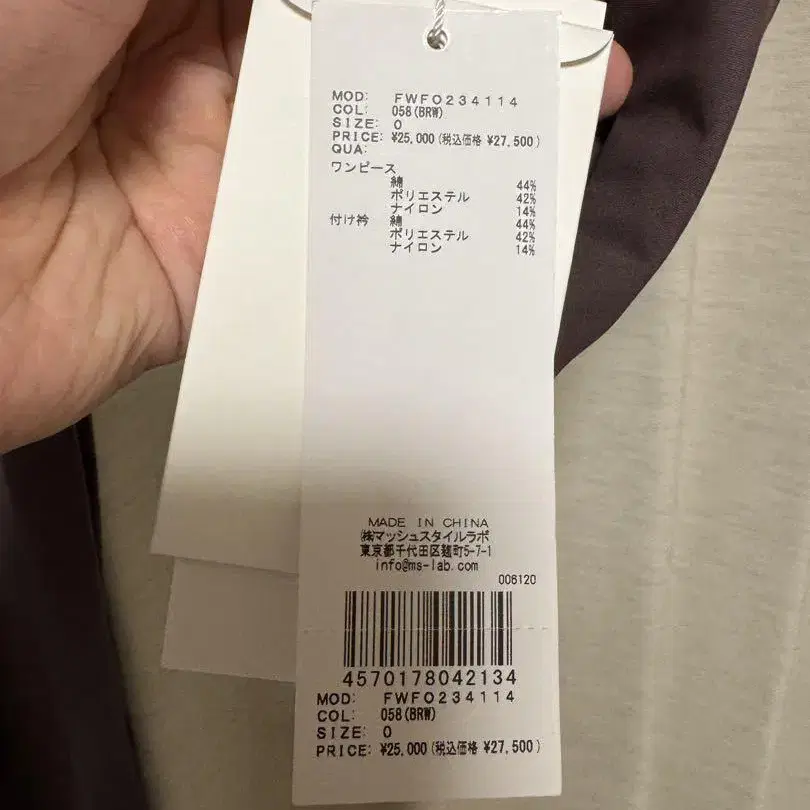 MOD: FWFO234114
COL: 058(BRW)
SIZE: 0
PRICE: ¥25,000(税込価格 ¥27,500)
QUA:
ワンピース
綿 44%
ポリエステル 42%
ナイロン 14%
付け衿 綿 44%
ポリエステル 42%
ナイロン 14%
MADE IN CHINA
㈱マッシュスタイルラボ
東京都千代田区麹町5-7-1
info@ms-lab.com
006120
4570178042134
MOD: FWFO234114
COL: 058(BRW)
SIZE: 0
PRICE: ¥25,000(税込価格 ¥27,500)